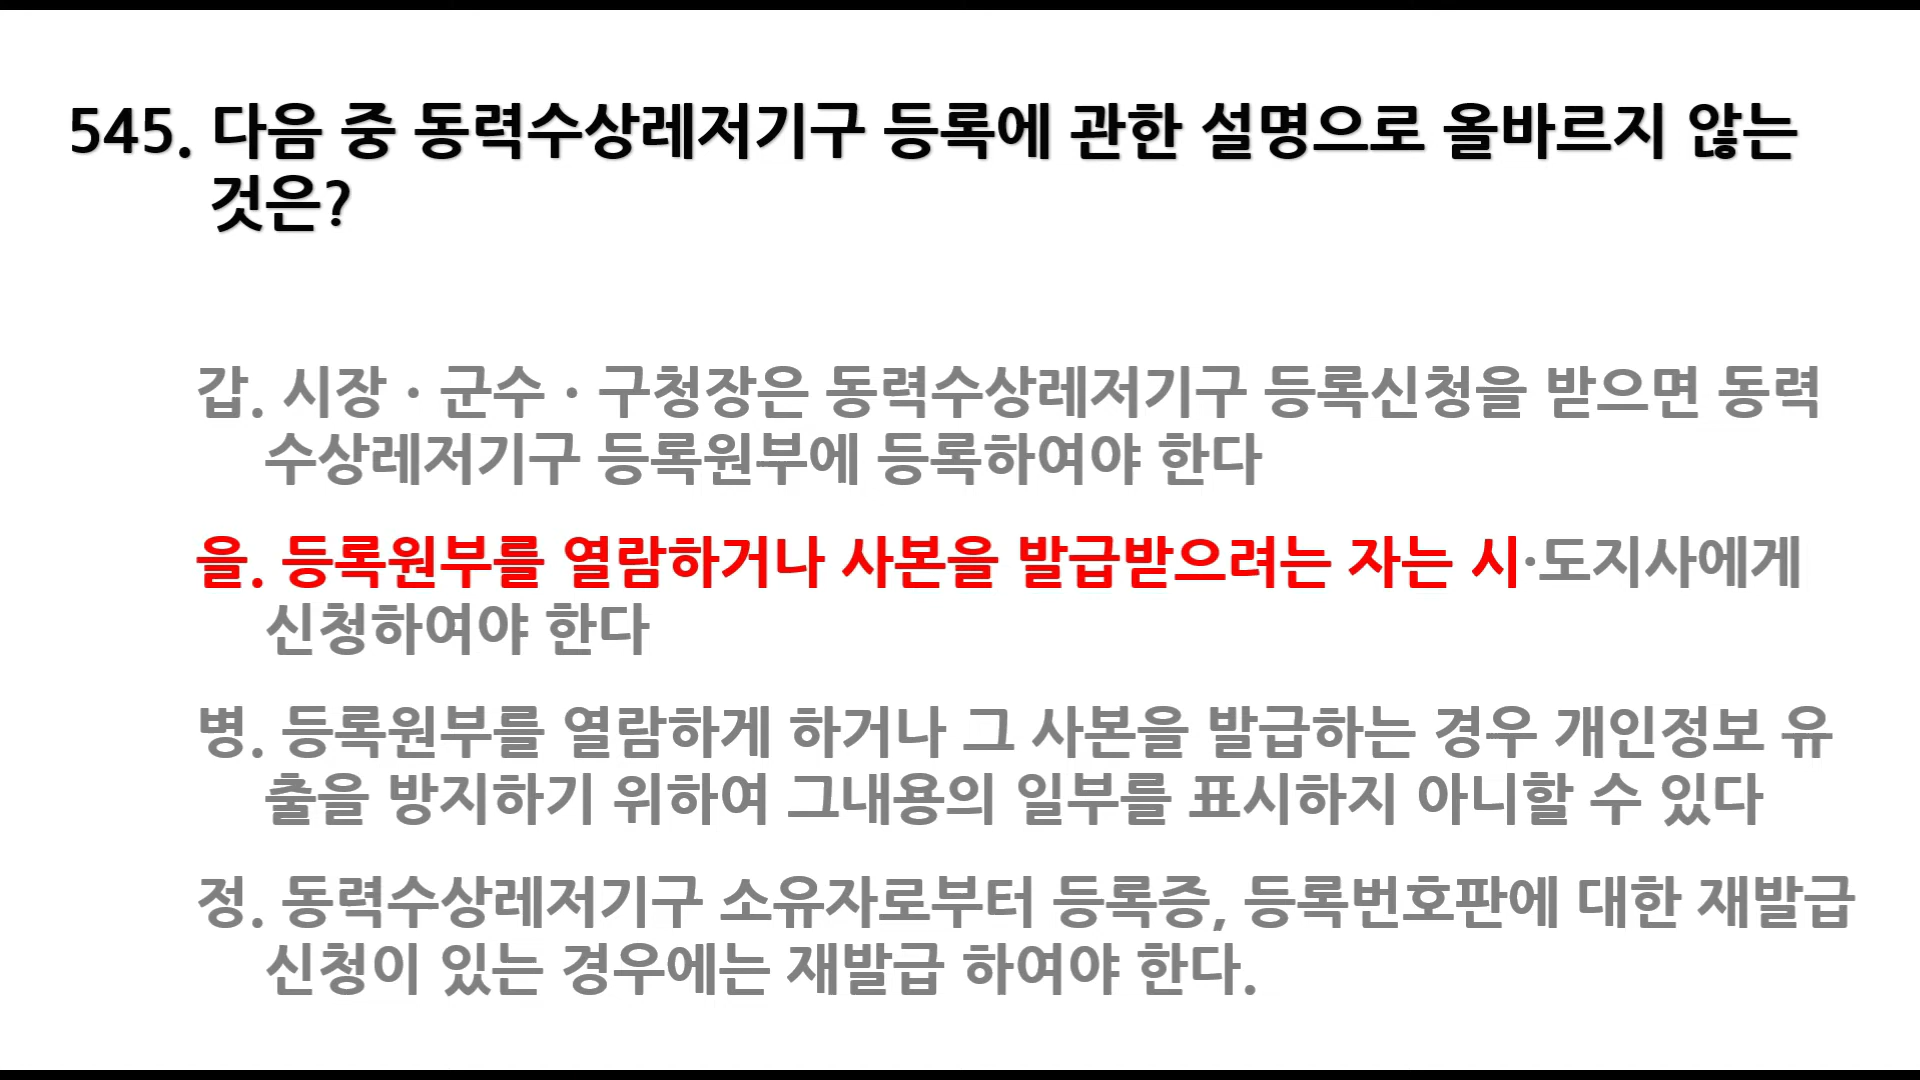 545. 다음 중 동력수상레저기구 등록에 관한 설명으로 올바르지 않는
것은?
갑. 시장 · 군수 · 구청장은 동력수상레저기구 등록신청을 받으면 동력
수상레저기구 등록원부에 등록하여야 한다
을. 등록원부를 열람하거나 사본을 발급받으려는 자는 시·도지사에게
신청하여야 한다
병. 등록원부를 열람하게 하거나 그 사본을 발급하는 경우 개인정보 유
출을 방지하기 위하여 그내용의 일부를 표시하지 아니할 수 있다
정. 동력수상레저기구 소유자로부터 등록증, 등록번호판에 대한 재발급
신청이 있는 경우에는 재발급 하여야 한다.